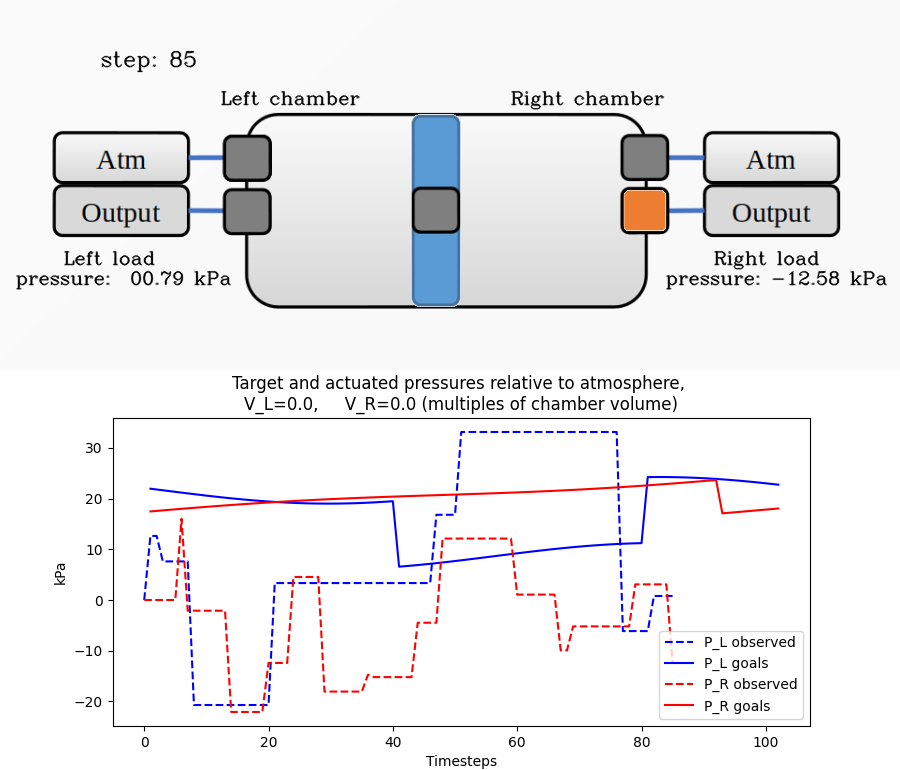 step: 85
Left chamber
Right chamber
Atm
Atm
Output
Output
Left load
pressure:  00.79 kPa
Right load
pressure: −12.58 kPa
Target and actuated pressures relative to atmosphere,
V_L=0.0,     V_R=0.0 (multiples of chamber volume)
30
20
10
0
−10
−20
kPa
P_L observed
P_L goals
P_R observed
P_R goals
0
20
40
60
80
100
Timesteps